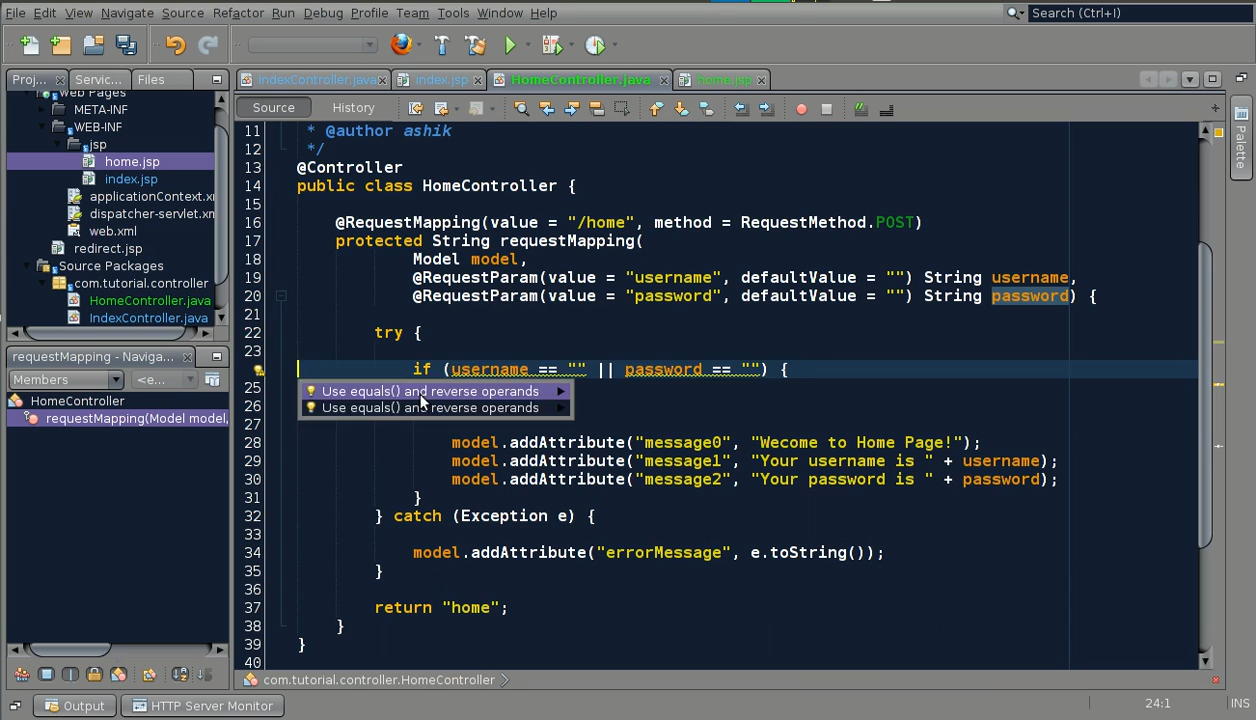 File Edit View Navigate Source Refactor Run Debug Profile Team Tools Window Help
Search (Ctrl+I)
Proj... Servic... Files
IndexController.java index.jsp HomeController.java home.jsp
Source History
Web Pages
META-INF
WEB-INF
jsp
home.jsp
index.jsp
applicationContext.xm
dispatcher-servlet.xm
web.xml
redirect.jsp
Source Packages
com.tutorial.controller
HomeController.java
IndexController.java
requestMapping - Naviga...
Members <e...
HomeController
requestMapping(Model model,
11 * @author ashik
12 */
13 @Controller
14 public class HomeController {
15
16 @RequestMapping(value = "/home", method = RequestMethod.POST)
17 protected String requestMapping(
18 Model model,
19 @RequestParam(value = "username", defaultValue = "") String username,
20 @RequestParam(value = "password", defaultValue = "") String password) {
21
22 try {
23
if (username == "" || password == "") {
25
Use equals() and reverse operands
26
Use equals() and reverse operands
27
28 model.addAttribute("message0", "Wecome to Home Page!");
29 model.addAttribute("message1", "Your username is " + username);
30 model.addAttribute("message2", "Your password is " + password);
31 }
32 } catch (Exception e) {
33
34 model.addAttribute("errorMessage", e.toString());
35 }
36
37 return "home";
38 }
39 }
40
com.tutorial.controller.HomeController
Palette
Output HTTP Server Monitor
24:1 INS